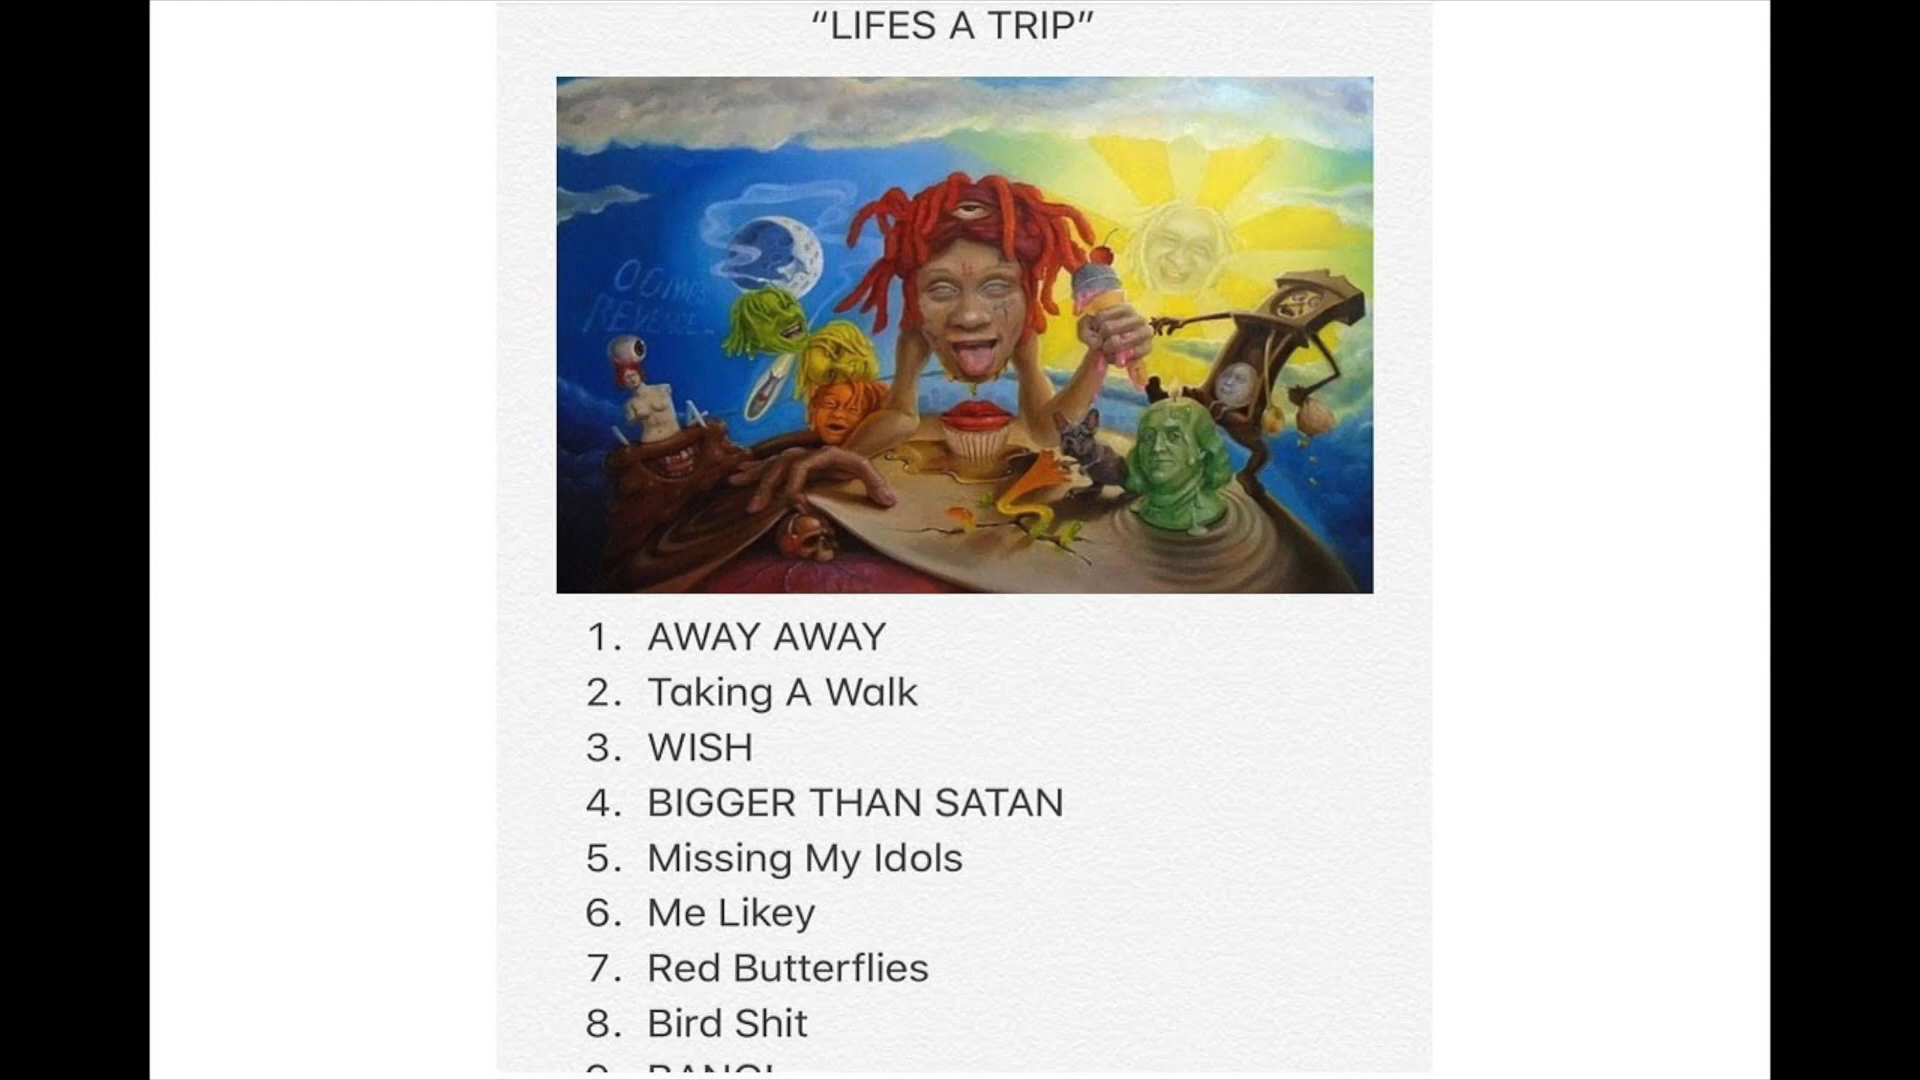 “LIFES A TRIP”
REVENGE
1. AWAY AWAY
2. Taking A Walk
3. WISH
4. BIGGER THAN SATAN
5. Missing My Idols
6. Me Likey
7. Red Butterflies
8. Bird Shit